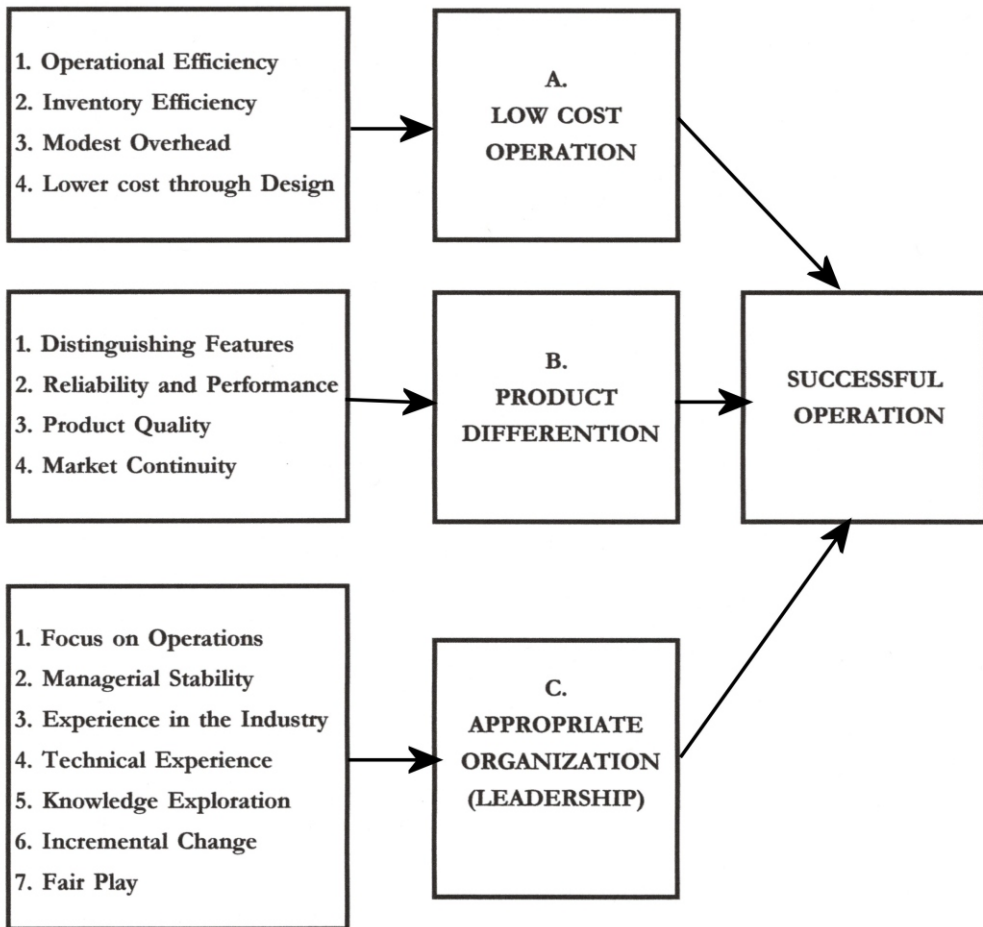 1. Operational Efficiency
2. Inventory Efficiency
3. Modest Overhead
4. Lower cost through Design
A.
LOW COST
OPERATION
1. Distinguishing Features
2. Reliability and Performance
3. Product Quality
4. Market Continuity
B.
PRODUCT
DIFFERENTION
SUCCESSFUL
OPERATION
1. Focus on Operations
2. Managerial Stability
3. Experience in the Industry
4. Technical Experience
5. Knowledge Exploration
6. Incremental Change
7. Fair Play
C.
APPROPRIATE
ORGANIZATION
(LEADERSHIP)